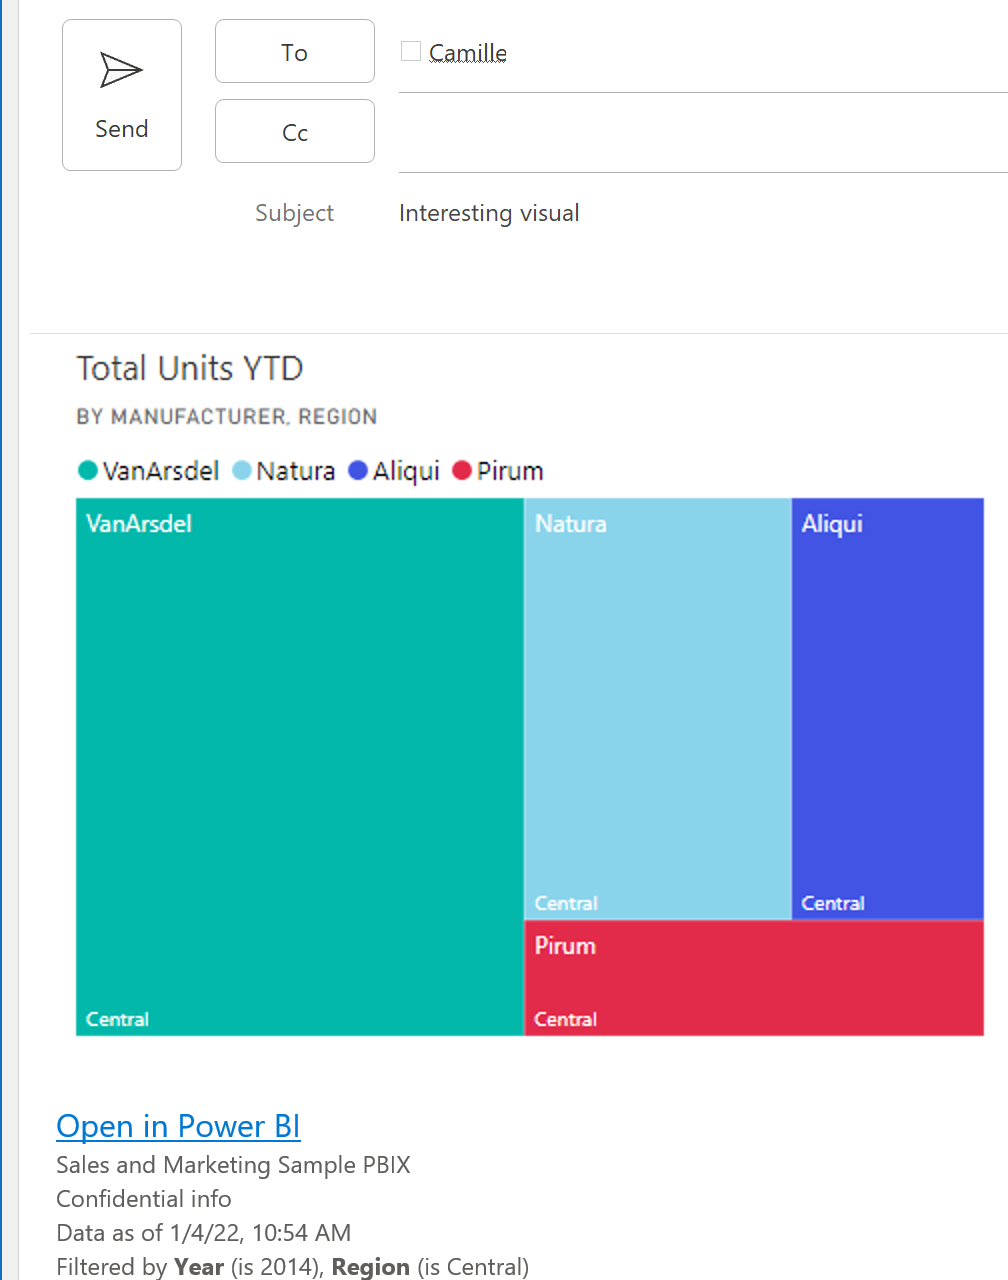 Send
To
Camille
Cc
Subject
Interesting visual
Total Units YTD
BY MANUFACTURER, REGION
VanArsdel Natura Aliqui Pirum
VanArsdel
Natura
Aliqui
Central
Central
Pirum
Central
Central
Open in Power BI
Sales and Marketing Sample PBIX
Confidential info
Data as of 1/4/22, 10:54 AM
Filtered by Year (is 2014), Region (is Central)